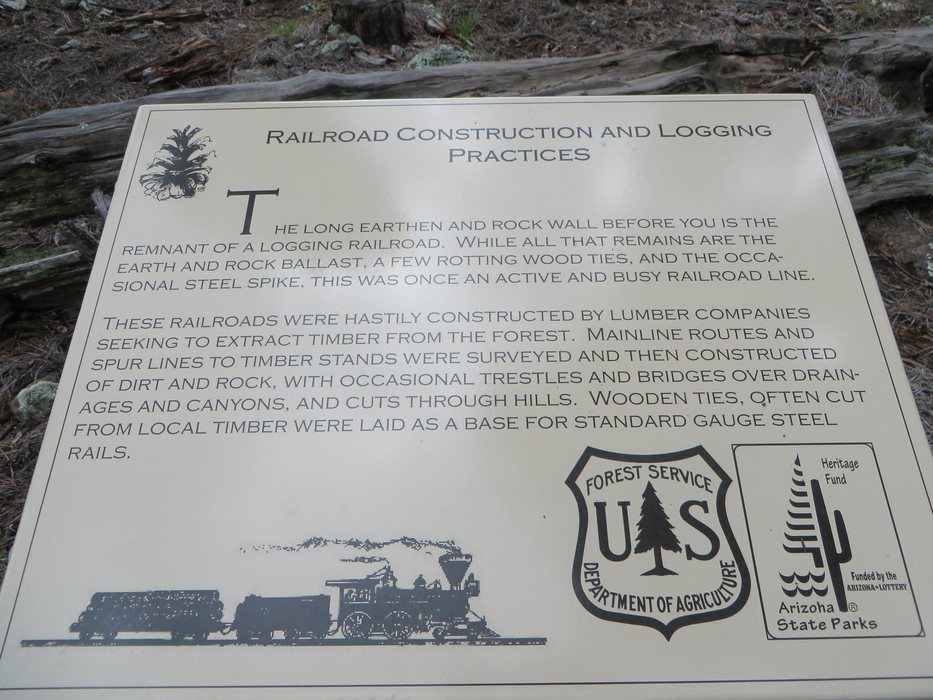 RAILROAD CONSTRUCTION AND LOGGING
PRACTICES
THE LONG EARTHEN AND ROCK WALL BEFORE YOU IS THE
REMNANT OF A LOGGING RAILROAD. WHILE ALL THAT REMAINS ARE THE
EARTH AND ROCK BALLAST, A FEW ROTTING WOOD TIES, AND THE OCCA-
SIONAL STEEL SPIKE, THIS WAS ONCE AN ACTIVE AND BUSY RAILROAD LINE.
THESE RAILROADS WERE HASTILY CONSTRUCTED BY LUMBER COMPANIES
SEEKING TO EXTRACT TIMBER FROM THE FOREST. MAINLINE ROUTES AND
SPUR LINES TO TIMBER STANDS WERE SURVEYED AND THEN CONSTRUCTED
OF DIRT AND ROCK, WITH OCCASIONAL TRESTLES AND BRIDGES OVER DRAIN-
AGES AND CANYONS, AND CUTS THROUGH HILLS. WOODEN TIES, OFTEN CUT
FROM LOCAL TIMBER WERE LAID AS A BASE FOR STANDARD GAUGE STEEL
RAILS.
FOREST SERVICE
US
DEPARTMENT OF AGRICULTURE
Heritage
Fund
Funded by the
ARIZONA LOTTERY
Arizona ®
State Parks